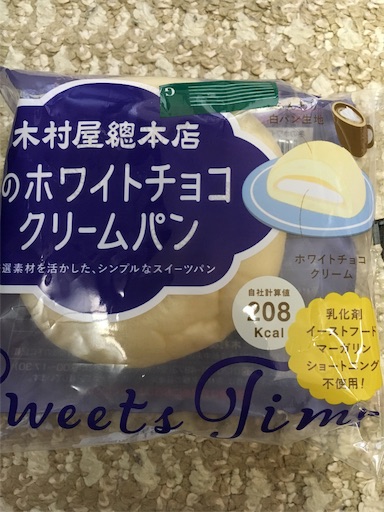 木村屋總本店
のホワイトチョコ
クリームパン
選素材を活かした、シンプルなスイーツパン
白パン生地
ホワイトチョコ
クリーム
自社計算値
208
Kcal
乳化剤
イーストフード
マーガリン
ショートニング
不使用!
Sweets Time